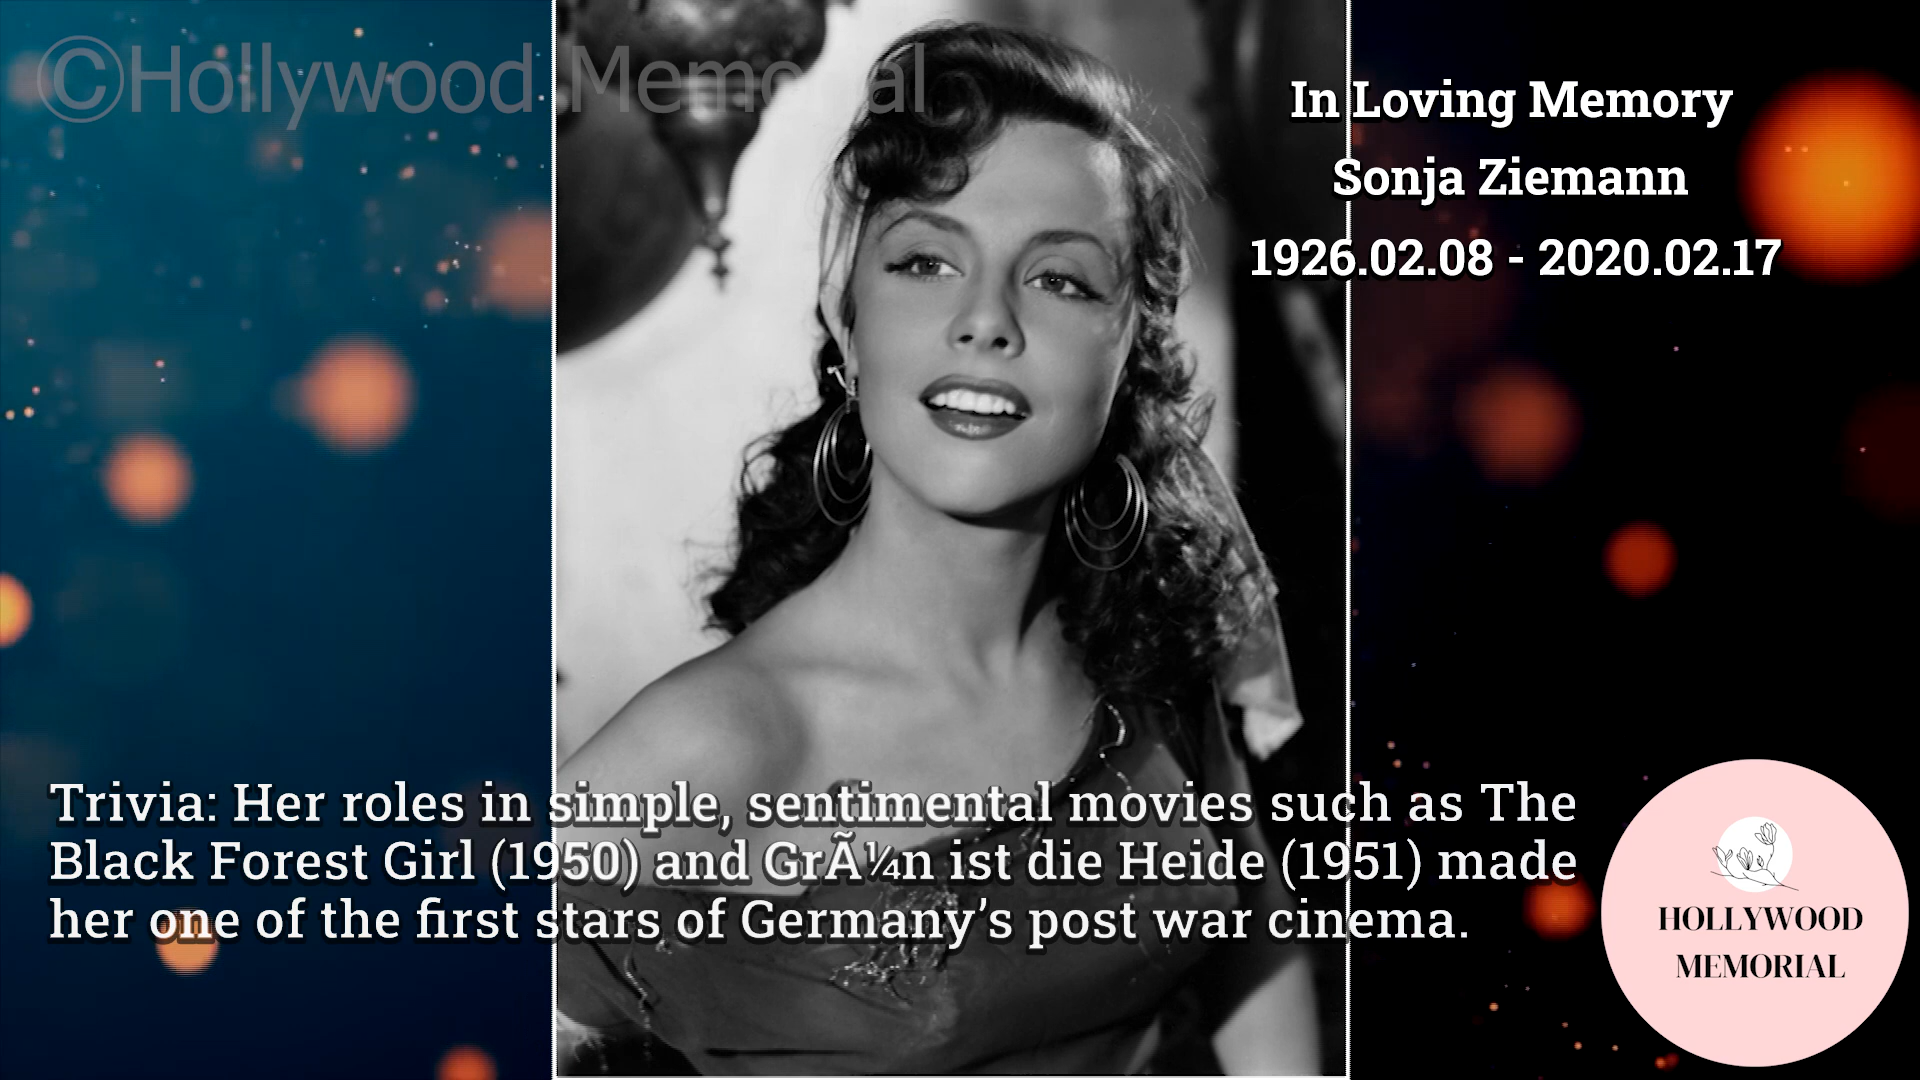 ©Hollywood Memorial
In Loving Memory
Sonja Ziemann
1926.02.08 - 2020.02.17
Trivia: Her roles in simple, sentimental movies such as The
Black Forest Girl (1950) and GrÃ¼n ist die Heide (1951) made
her one of the first stars of Germany’s post war cinema.
HOLLYWOOD
MEMORIAL